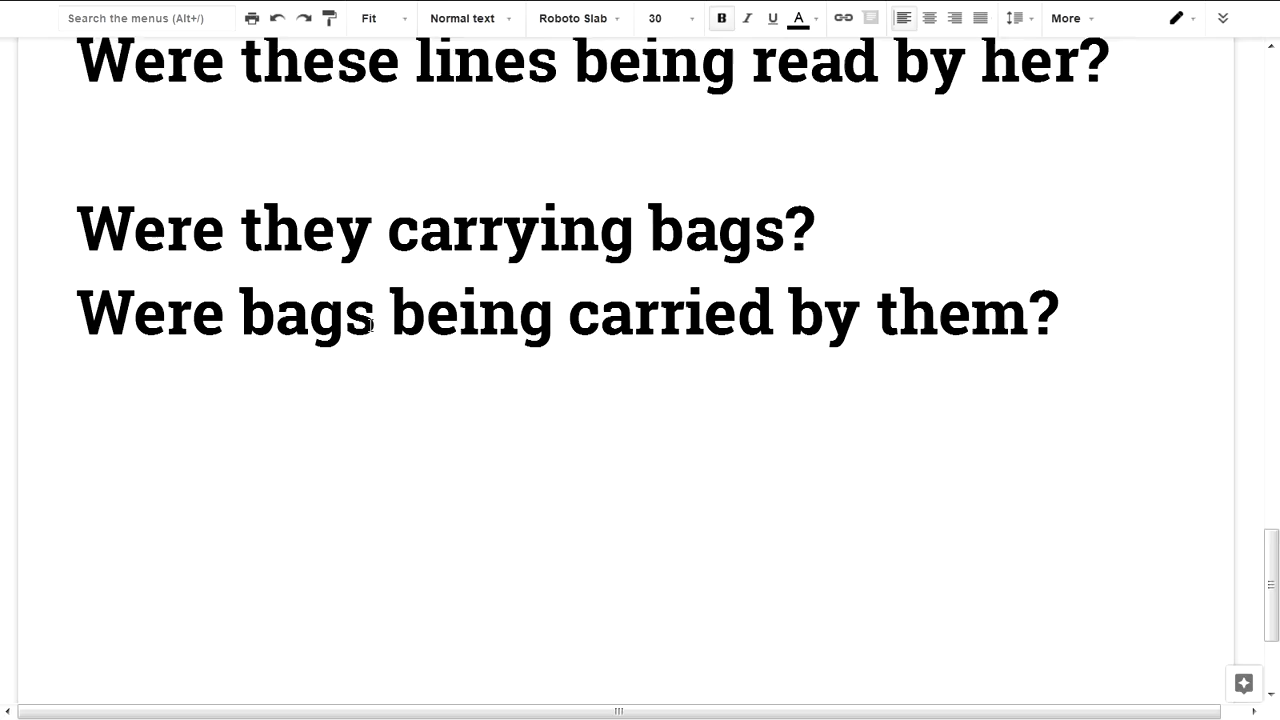 Search the menus (Alt+/) Fit Normal text Roboto Slab 30 B I U A More
Were these lines being read by her?
Were they carrying bags?
Were bags being carried by them?